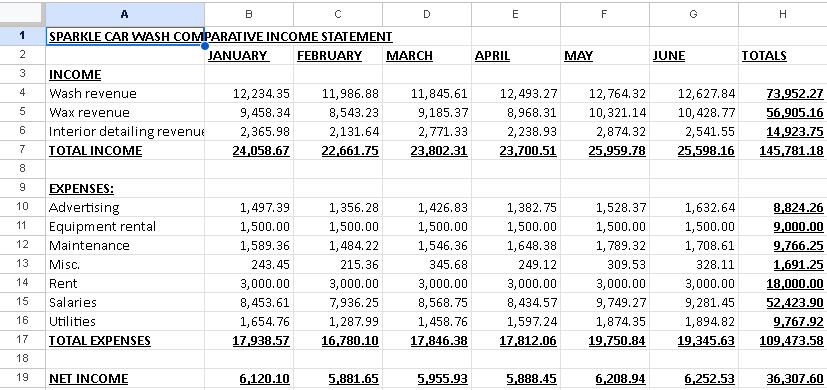 A B C D E F G H
1 SPARKLE CAR WASH COMPARATIVE INCOME STATEMENT
2 JANUARY FEBRUARY MARCH APRIL MAY JUNE TOTALS
3 INCOME
4 Wash revenue 12,234.35 11,986.88 11,845.61 12,493.27 12,764.32 12,627.84 73,952.27
5 Wax revenue 9,458.34 8,543.23 9,185.37 8,968.31 10,321.14 10,428.77 56,905.16
6 Interior detailing revenue 2,365.98 2,131.64 2,771.33 2,238.93 2,874.32 2,541.55 14,923.75
7 TOTAL INCOME 24,058.67 22,661.75 23,802.31 23,700.51 25,959.78 25,598.16 145,781.18
8
9 EXPENSES:
10 Advertising 1,497.39 1,356.28 1,426.83 1,382.75 1,528.37 1,632.64 8,824.26
11 Equipment rental 1,500.00 1,500.00 1,500.00 1,500.00 1,500.00 1,500.00 9,000.00
12 Maintenance 1,589.36 1,484.22 1,546.36 1,648.38 1,789.32 1,708.61 9,766.25
13 Misc. 243.45 215.36 345.68 249.12 309.53 328.11 1,691.25
14 Rent 3,000.00 3,000.00 3,000.00 3,000.00 3,000.00 3,000.00 18,000.00
15 Salaries 8,453.61 7,936.25 8,568.75 8,434.57 9,749.27 9,281.45 52,423.90
16 Utilities 1,654.76 1,287.99 1,458.76 1,597.24 1,874.35 1,894.82 9,767.92
17 TOTAL EXPENSES 17,938.57 16,780.10 17,846.38 17,812.06 19,750.84 19,345.63 109,473.58
18
19 NET INCOME 6,120.10 5,881.65 5,955.93 5,888.45 6,208.94 6,252.53 36,307.60